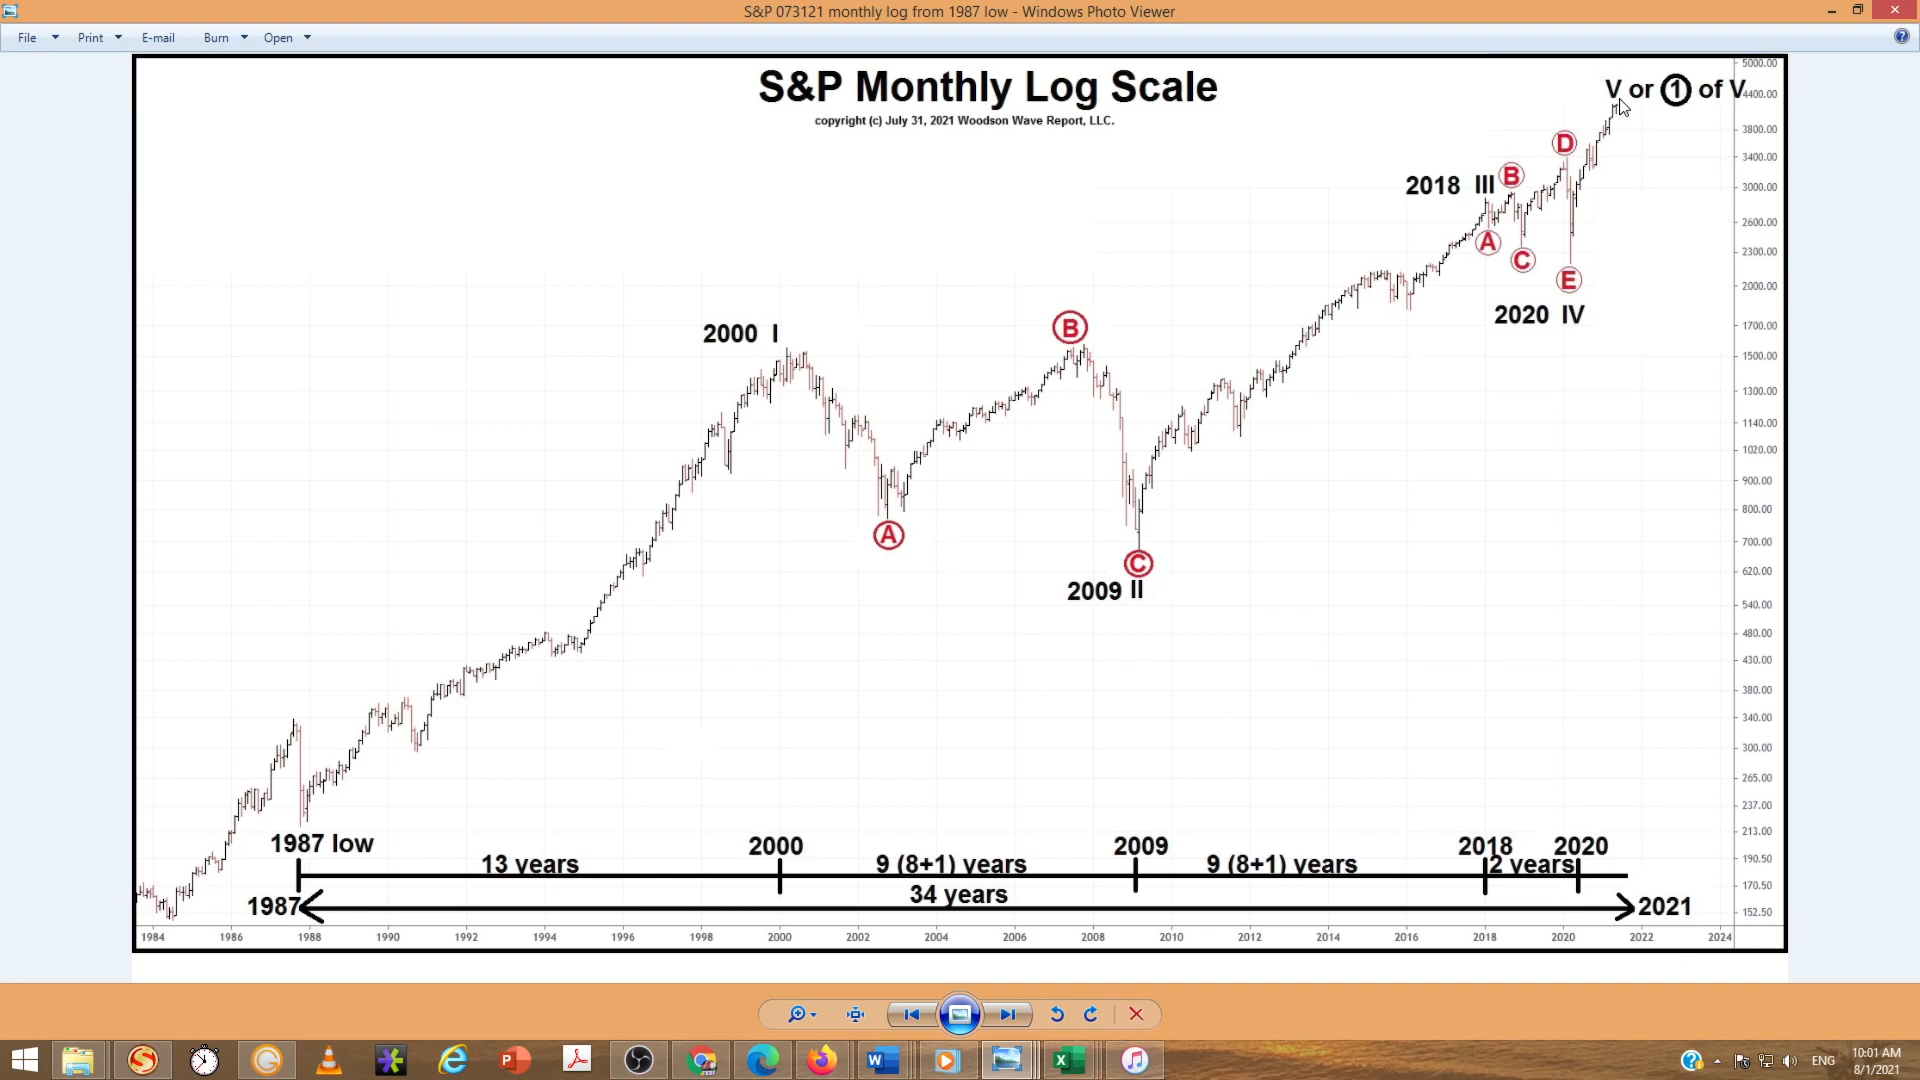 S&P 073121 monthly log from 1987 low - Windows Photo Viewer
File Print E-mail Burn Open
S&P Monthly Log Scale
copyright (c) July 31, 2021 Woodson Wave Report, LLC.
V or 1 of V
5000.00
4400.00
3800.00
3400.00
3000.00
2600.00
2300.00
2000.00
1700.00
1500.00
1300.00
1140.00
1020.00
900.00
800.00
700.00
620.00
540.00
480.00
430.00
380.00
340.00
300.00
265.00
237.00
213.00
190.50
170.50
152.50
D
2018 III B
A
C
E
2020 IV
2000 I
B
A
C
2009 II
1987 low
2000
2009
2018
2020
13 years
9 (8+1) years
9 (8+1) years
2 years
34 years
1987
2021
1984 1986 1988 1990 1992 1994 1996 1998 2000 2002 2004 2006 2008 2010 2012 2014 2016 2018 2020 2022 2024
ENG
10:01 AM
8/1/2021